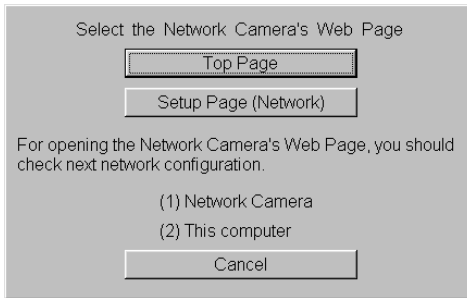 Select the Network Camera's Web Page
Top Page
Setup Page (Network)
For opening the Network Camera's Web Page, you should
check next network configuration.
(1) Network Camera
(2) This computer
Cancel